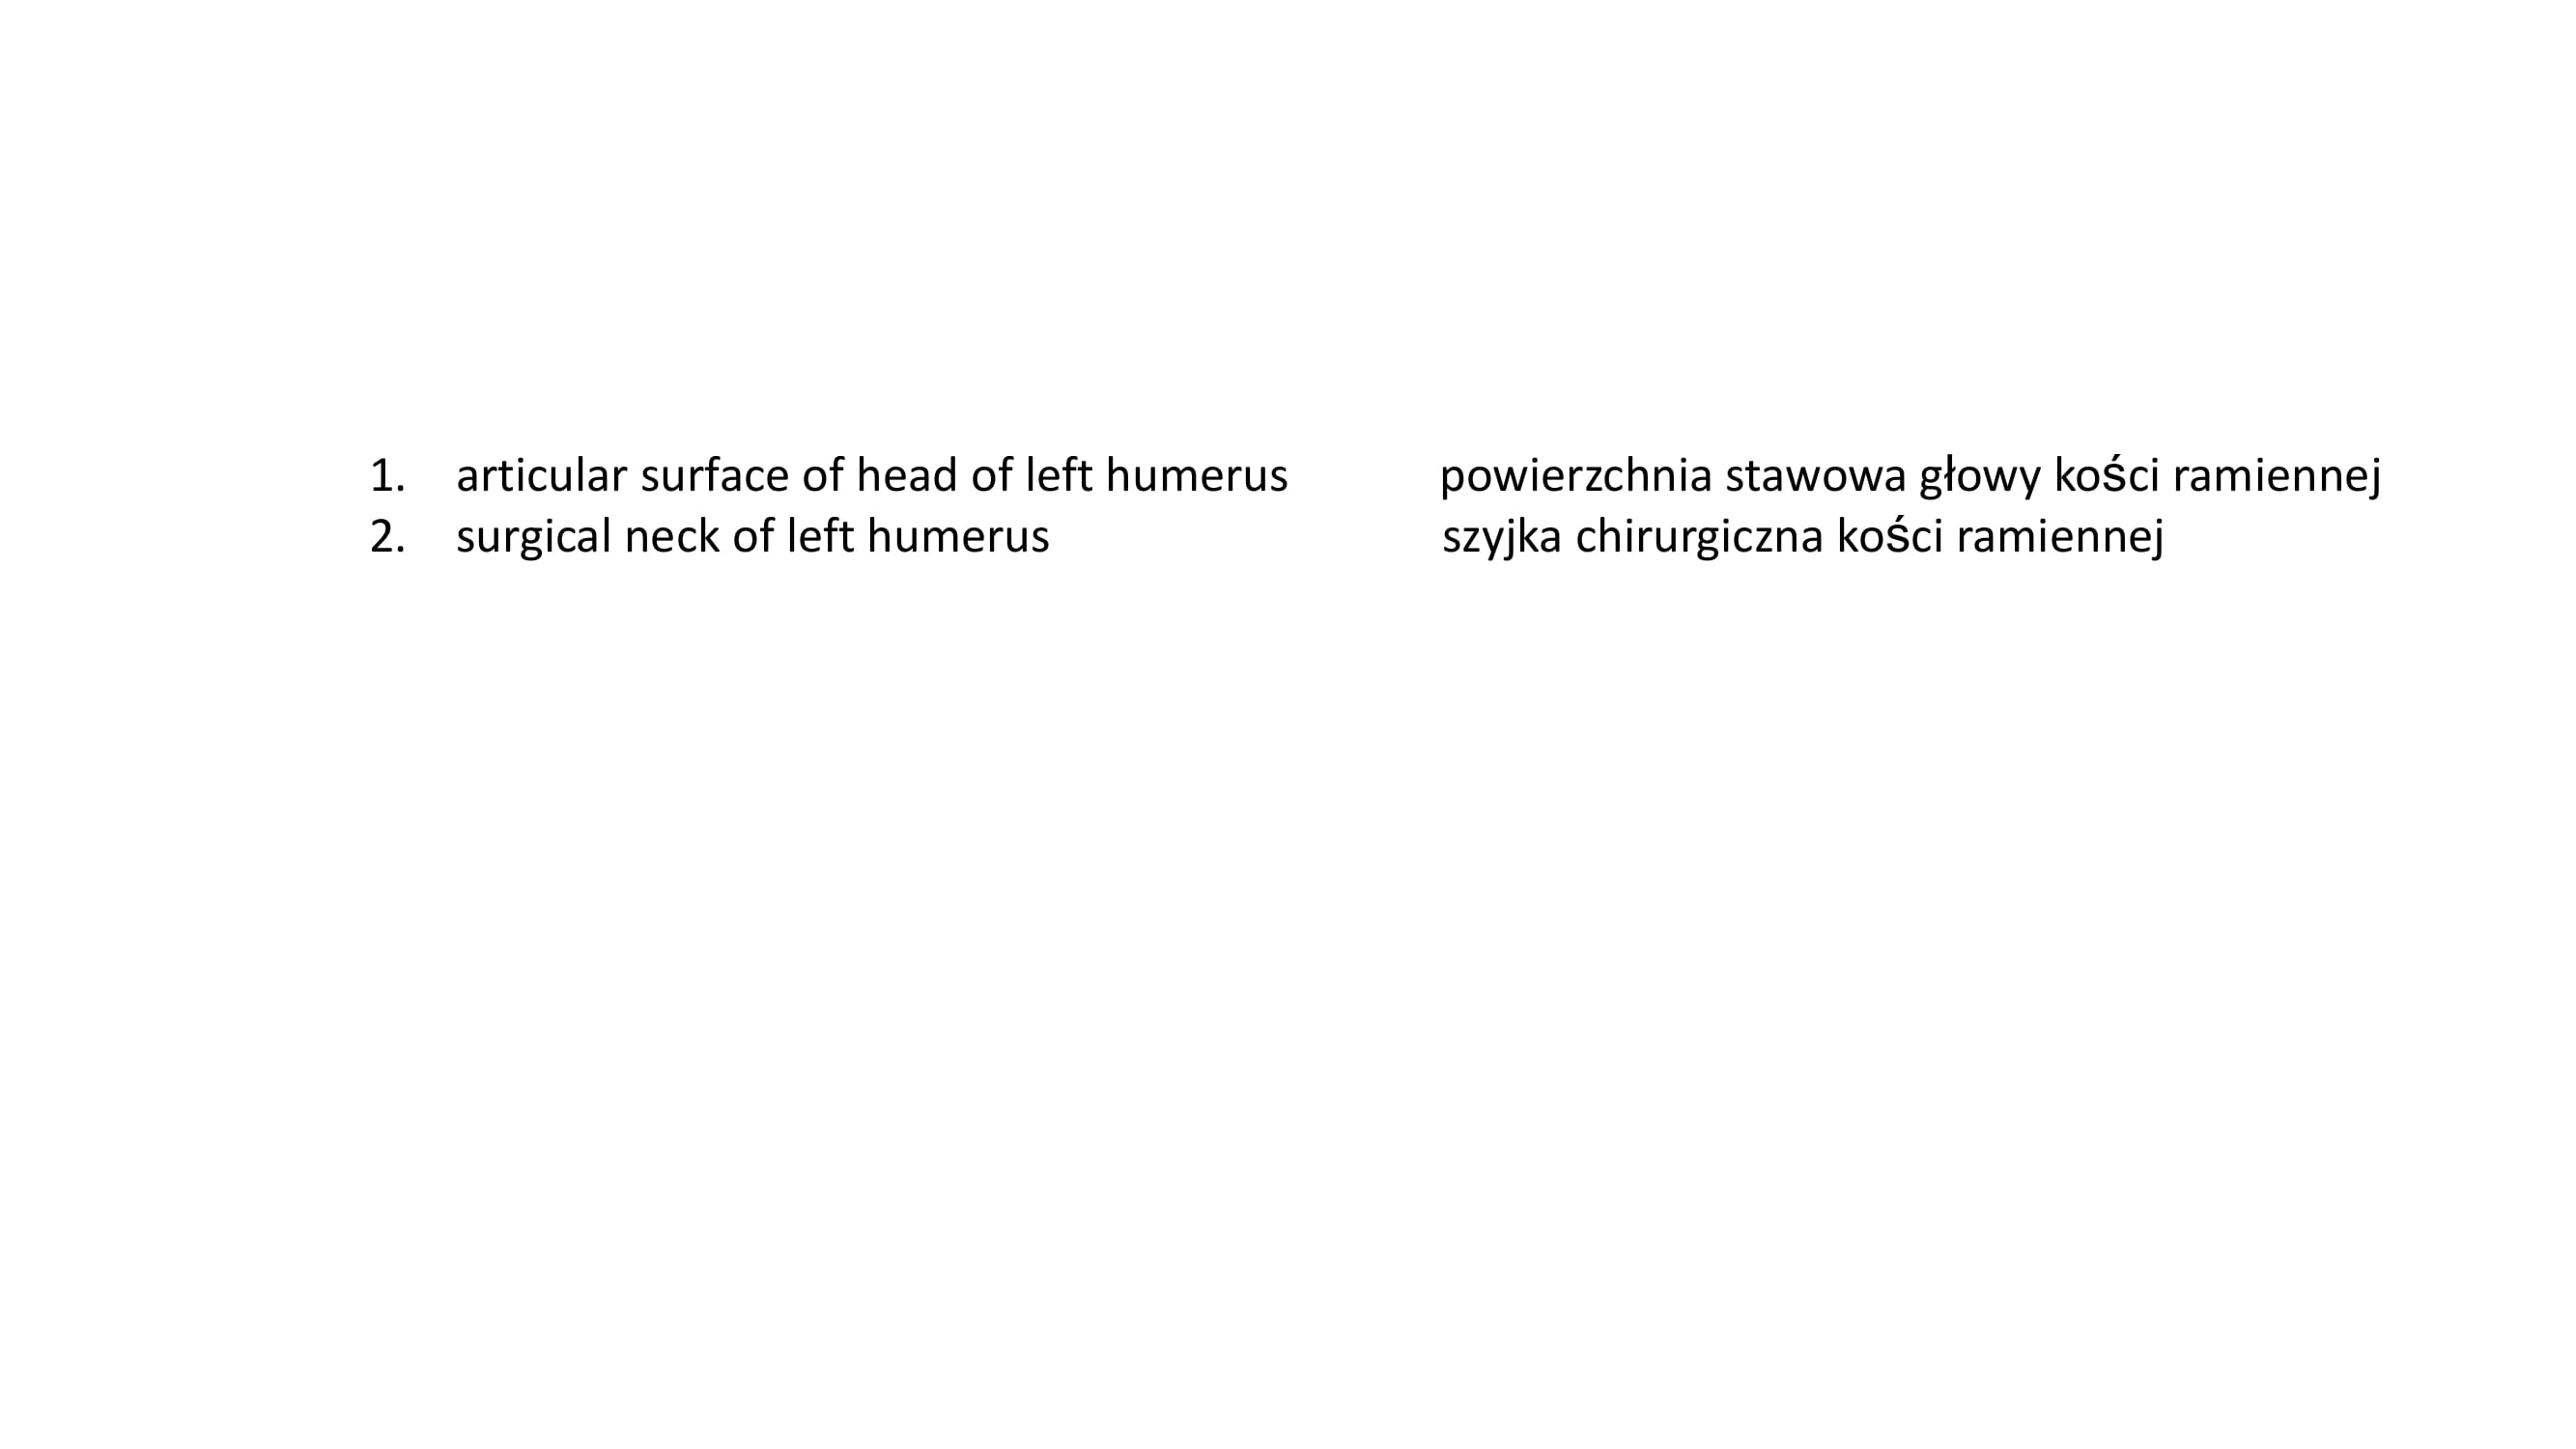 1. articular surface of head of left humerus powierzchnia stawowa głowy kości ramiennej
2. surgical neck of left humerus szyjka chirurgiczna kości ramiennej